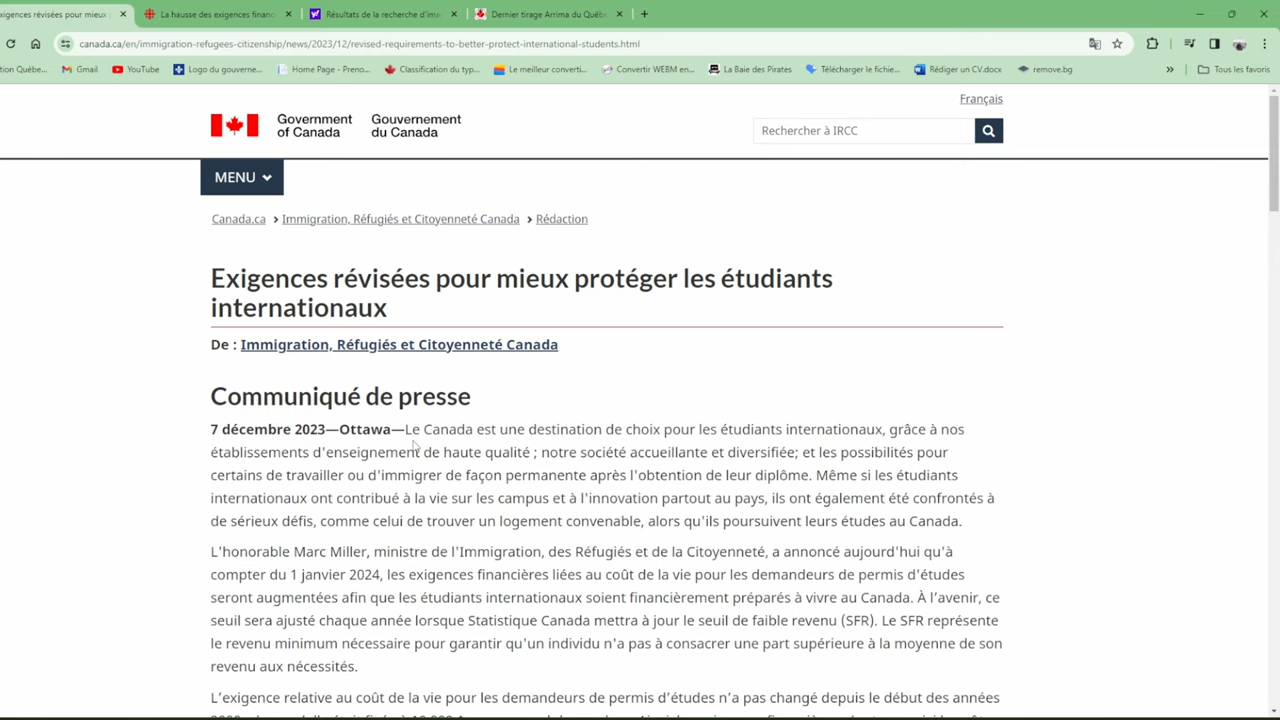 exigences révisées pour mieux
La hausse des exigences financ
Résultats de la recherche d'ima
Dernier tirage Arrima du Québ
canada.ca/en/immigration-refugees-citizenship/news/2023/12/revised-requirements-to-better-protect-international-students.html
tion Québe...
Gmail
YouTube
Logo du gouverne...
Home Page - Preno...
Classification du typ...
Le meilleur converti...
Convertir WEBM en...
La Baie des Pirates
Télécharger le fichie...
Rédiger un CV.docx
remove.bg
»
Tous les favoris
Français
Government of Canada
Gouvernement du Canada
Rechercher à IRCC
MENU
Canada.ca > Immigration, Réfugiés et Citoyenneté Canada > Rédaction
Exigences révisées pour mieux protéger les étudiants
internationaux
De : Immigration, Réfugiés et Citoyenneté Canada
Communiqué de presse
7 décembre 2023—Ottawa—Le Canada est une destination de choix pour les étudiants internationaux, grâce à nos
établissements d'enseignement de haute qualité ; notre société accueillante et diversifiée; et les possibilités pour
certains de travailler ou d'immigrer de façon permanente après l'obtention de leur diplôme. Même si les étudiants
internationaux ont contribué à la vie sur les campus et à l'innovation partout au pays, ils ont également été confrontés à
de sérieux défis, comme celui de trouver un logement convenable, alors qu'ils poursuivent leurs études au Canada.
L'honorable Marc Miller, ministre de l'Immigration, des Réfugiés et de la Citoyenneté, a annoncé aujourd'hui qu'à
compter du 1 janvier 2024, les exigences financières liées au coût de la vie pour les demandeurs de permis d'études
seront augmentées afin que les étudiants internationaux soient financièrement préparés à vivre au Canada. À l'avenir, ce
seuil sera ajusté chaque année lorsque Statistique Canada mettra à jour le seuil de faible revenu (SFR). Le SFR représente
le revenu minimum nécessaire pour garantir qu'un individu n'a pas à consacrer une part supérieure à la moyenne de son
revenu aux nécessités.
L'exigence relative au coût de la vie pour les demandeurs de permis d'études n'a pas changé depuis le début des années